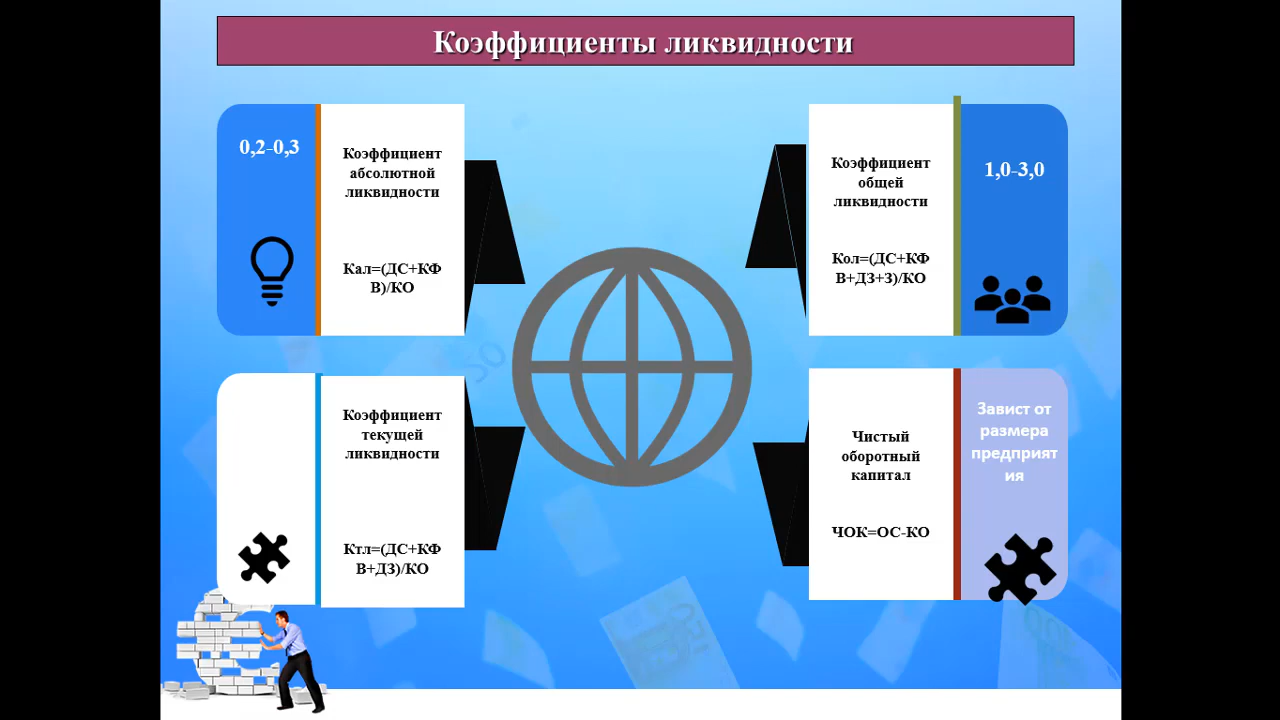 Коэффициенты ликвидности
0,2-0,3
Коэффициент
абсолютной
ликвидности
Кал=(ДС+КФ
В)/КО
Коэффициент
общей
ликвидности
Кол=(ДС+КФ
В+ДЗ+З)/КО
1,0-3,0
Коэффициент
текущей
ликвидности
Ктл=(ДС+КФ
В+ДЗ)/КО
Чистый
оборотный
капитал
ЧОК=ОС-КО
Завист от
размера
предприят
ия
50